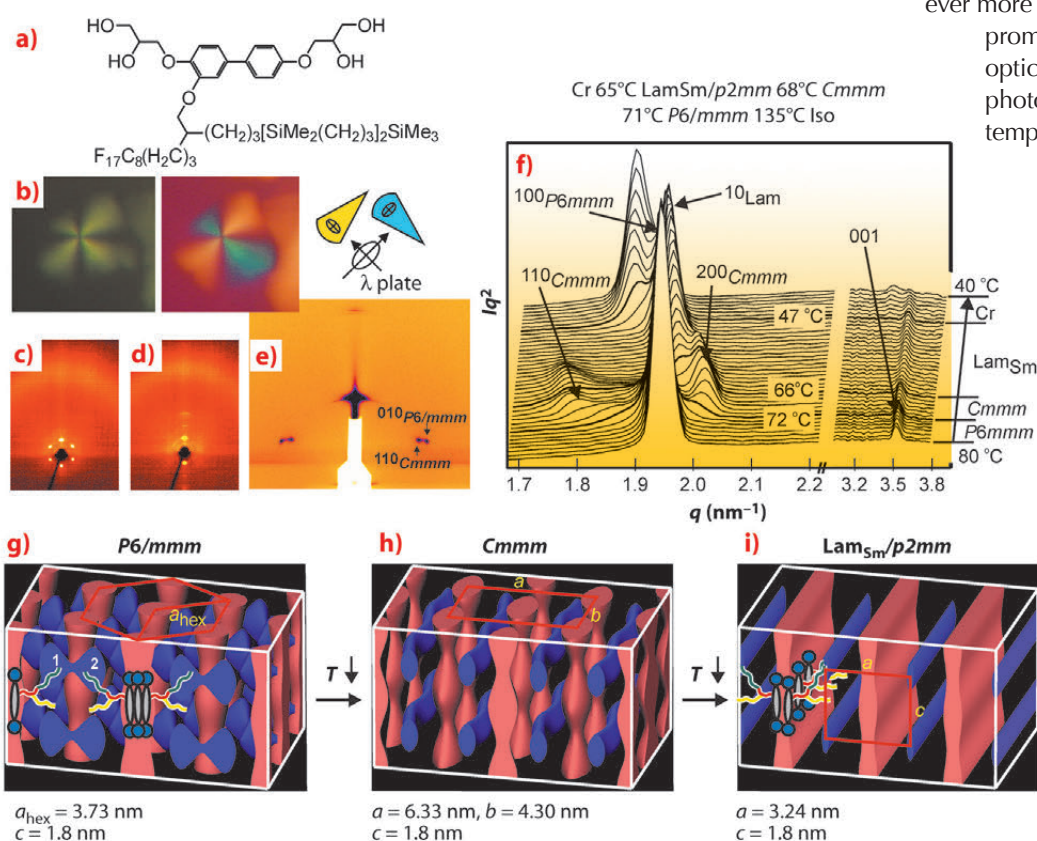 ever more
prom
optic
photo
temp
a)
HO
OH
OH
OH
O
O
O
(CH2)3[SiMe2(CH2)3]2SiMe3
F17C8(H2C)3
Cr 65°C LamSm/p2mm 68°C Cmmm
71°C P6/mmm 135°C Iso
b)
λ plate
c)
d)
e)
010P6/mmm
110Cmmm
f)
100P6mmm
10Lam
110Cmmm
200Cmmm
001
Iq2
40 °C
47 °C
Cr
LamSm
66°C
Cmmm
72°C
P6mmm
80 °C
1.7 1.8 1.9 2.0 2.1 2.2 3.2 3.5 3.8
q (nm−1)
g) P6/mmm
ahex
1 2
ahex = 3.73 nm
c = 1.8 nm
T
h) Cmmm
a
b
a = 6.33 nm, b = 4.30 nm
c = 1.8 nm
T
i) LamSm/p2mm
a
c
a = 3.24 nm
c = 1.8 nm